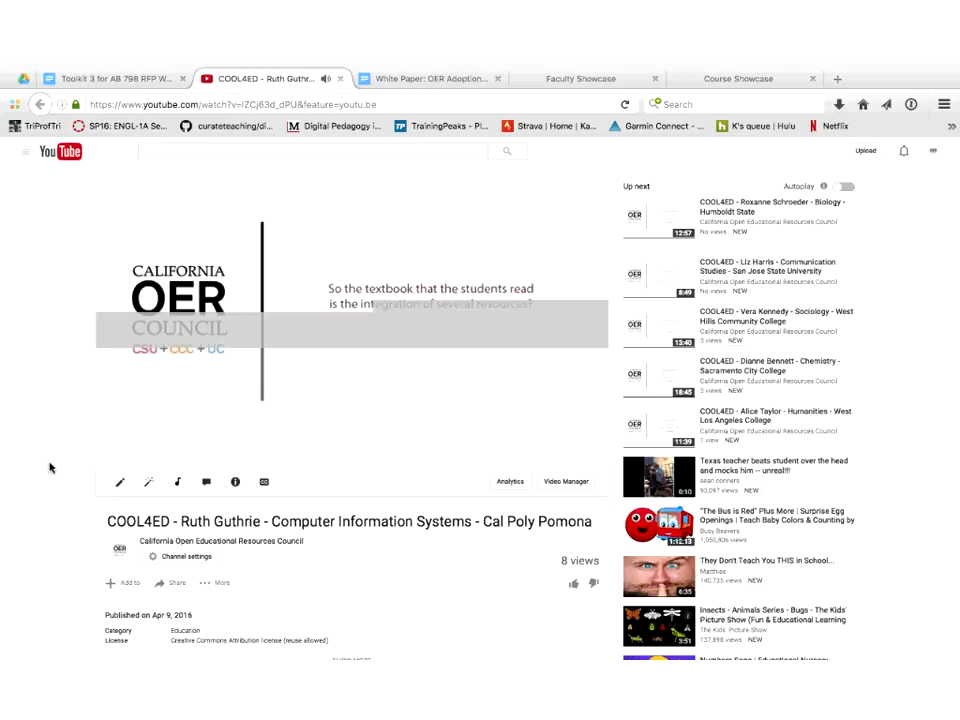 Toolkit 3 for AB 798 RFP W...
COOL4ED - Ruth Guthr...
White Paper: OER Adoption...
Faculty Showcase
Course Showcase
https://www.youtube.com/watch?v=IZCj63d_dPU&feature=youtu.be
Search
TriProfTri
SP16: ENGL-1A Se...
curateteaching/di...
Digital Pedagogy i...
TrainingPeaks - Pl...
Strava | Home | Ka...
Garmin Connect - ...
K's queue | Hulu
Netflix
YouTube
Upload
CALIFORNIA
OER
COUNCIL
CSU + CCC + UC
So the textbook that the students read
is the integration of several resources?
Analytics
Video Manager
COOL4ED - Ruth Guthrie - Computer Information Systems - Cal Poly Pomona
OER
California Open Educational Resources Council
Channel settings
8 views
Add to
Share
More
Published on Apr 9, 2016
Category
Education
License
Creative Commons Attribution license (reuse allowed)
SHOW MORE
Up next
Autoplay
OER
12:57
COOL4ED - Roxanne Schroeder - Biology -
Humboldt State
California Open Educational Resources Council
No views NEW
OER
8:49
COOL4ED - Liz Harris - Communication
Studies - San Jose State University
California Open Educational Resources Council
No views NEW
OER
13:40
COOL4ED - Vera Kennedy - Sociology - West
Hills Community College
California Open Educational Resources Council
3 views NEW
OER
18:45
COOL4ED - Dianne Bennett - Chemistry -
Sacramento City College
California Open Educational Resources Council
3 views NEW
OER
11:39
COOL4ED - Alice Taylor - Humanities - West
Los Angeles College
California Open Educational Resources Council
1 view NEW
0:10
Texas teacher beats student over the head
and mocks him -- unreal!!!
sean conners
93,097 views NEW
1:12:13
"The Bus is Red" Plus More | Surprise Egg
Openings | Teach Baby Colors & Counting by
Busy Beavers
1,050,806 views
6:35
They Don't Teach You THIS in School...
Matthias
140,735 views NEW
3:51
Insects - Animals Series - Bugs - The Kids'
Picture Show (Fun & Educational Learning
The Kids' Picture Show
137,898 views NEW
Numbers Song | Educational Nursery